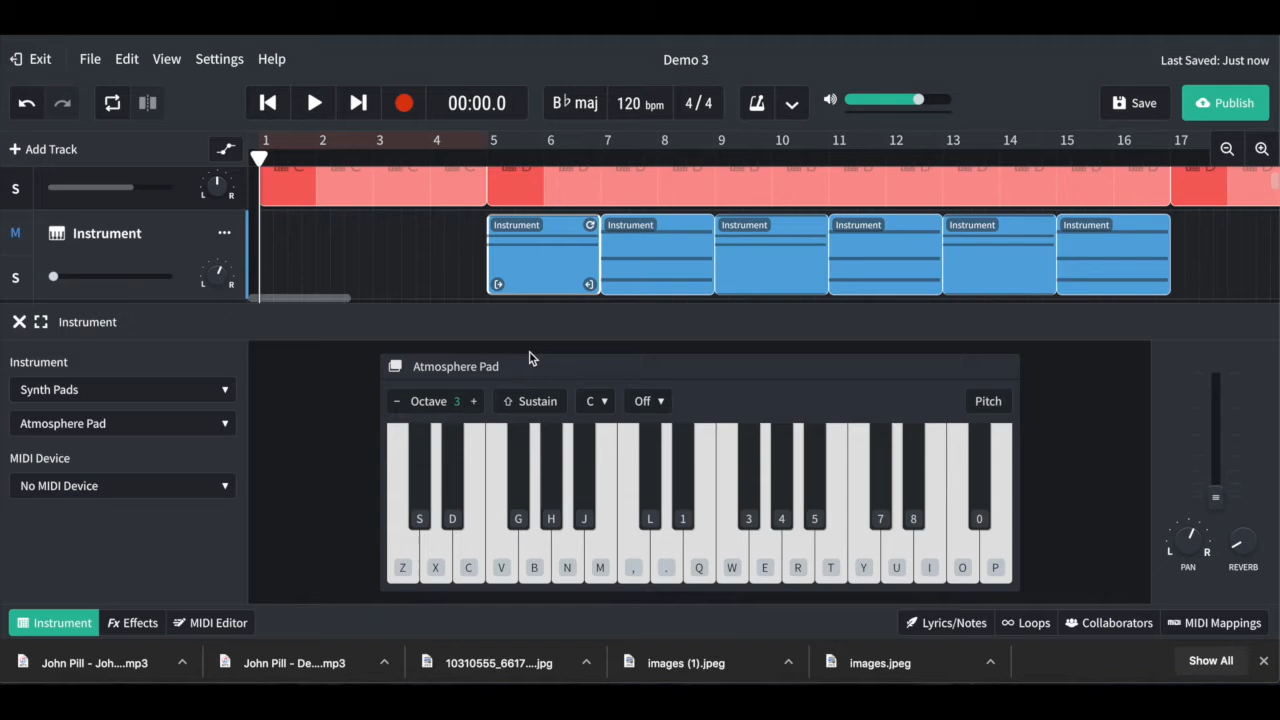 Exit File Edit View Settings Help Demo 3 Last Saved: Just now
00:00.0 B♭ maj 120 bpm 4/4 Save Publish
Add Track 1 2 3 4 5 6 7 8 9 10 11 12 13 14 15 16 17
S L R
M Instrument ... Instrument Instrument Instrument Instrument Instrument Instrument
S L R
Instrument
Instrument
Synth Pads
Atmosphere Pad
MIDI Device
No MIDI Device
Atmosphere Pad
− Octave 3 + Sustain C Off Pitch
S D G H J L 1 3 4 5 7 8 0
Z X C V B N M , . Q W E R T Y U I O P
L R
PAN REVERB
Instrument Fx Effects MIDI Editor Lyrics/Notes Loops Collaborators MIDI Mappings
John Pill - Joh....mp3 John Pill - De....mp3 10310555_6617....jpg images (1).jpeg images.jpeg Show All